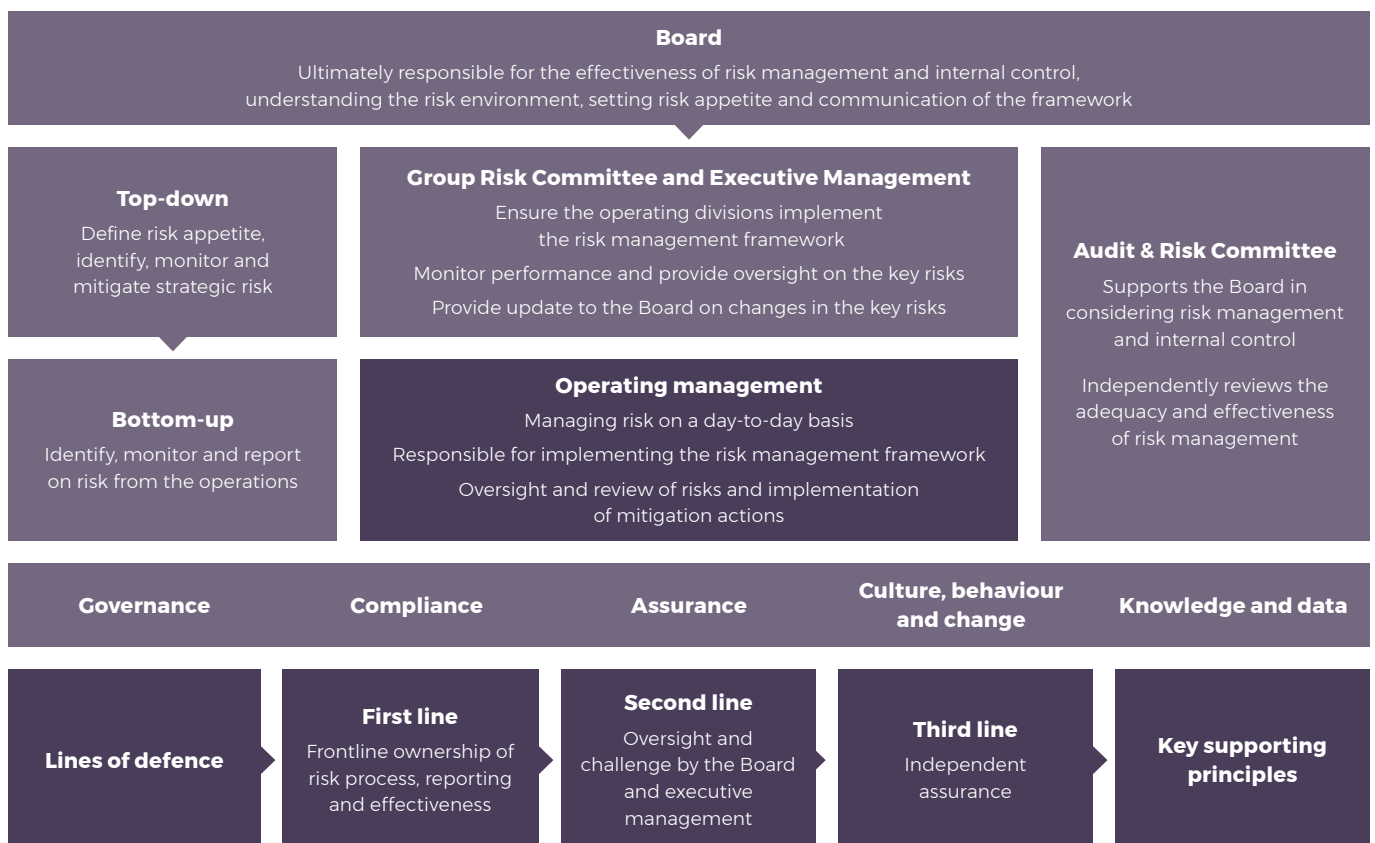 Board
Ultimately responsible for the effectiveness of risk management and internal control,
understanding the risk environment, setting risk appetite and communication of the framework
Top-down
Define risk appetite,
identify, monitor and
mitigate strategic risk
Group Risk Committee and Executive Management
Ensure the operating divisions implement
the risk management framework
Monitor performance and provide oversight on the key risks
Provide update to the Board on changes in the key risks
Audit & Risk Committee
Supports the Board in
considering risk management
and internal control
Independently reviews the
adequacy and effectiveness
of risk management
Bottom-up
Identify, monitor and report
on risk from the operations
Operating management
Managing risk on a day-to-day basis
Responsible for implementing the risk management framework
Oversight and review of risks and implementation
of mitigation actions
Governance
Compliance
Assurance
Culture, behaviour
and change
Knowledge and data
Lines of defence
First line
Frontline ownership of
risk process, reporting
and effectiveness
Second line
Oversight and
challenge by the Board
and executive
management
Third line
Independent
assurance
Key supporting
principles